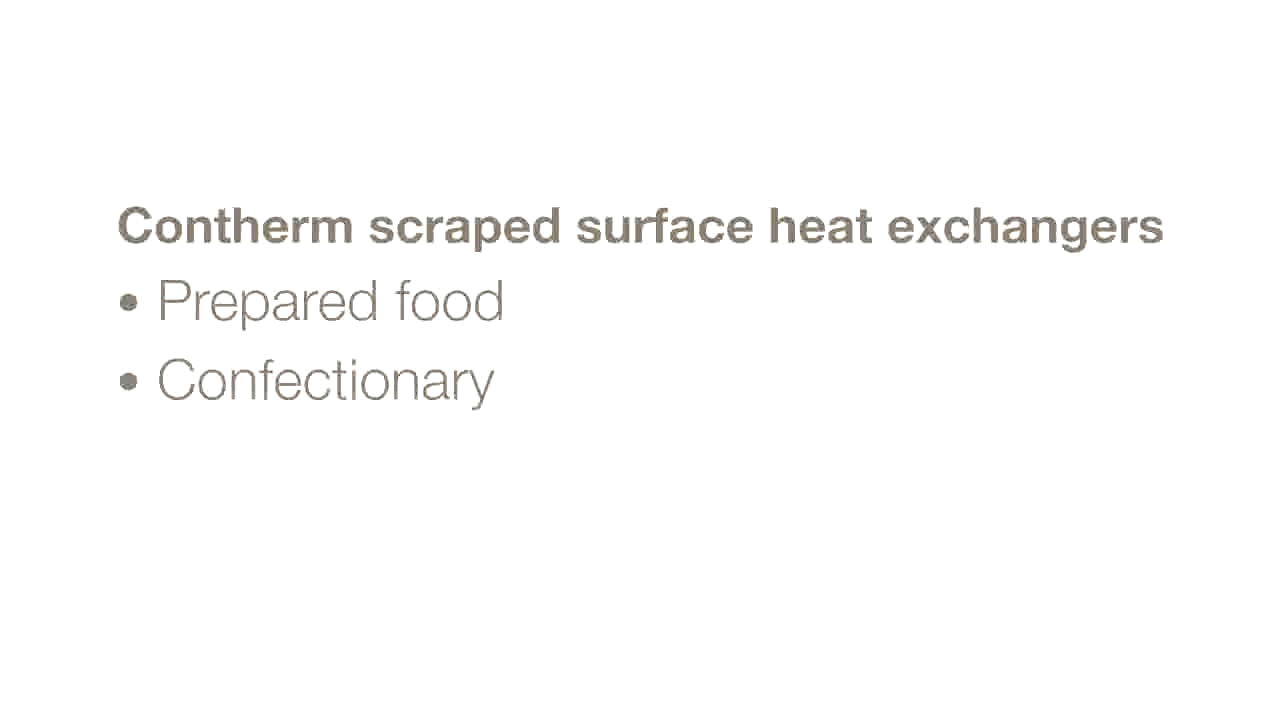 Contherm scraped surface heat exchangers
• Prepared food
• Confectionary